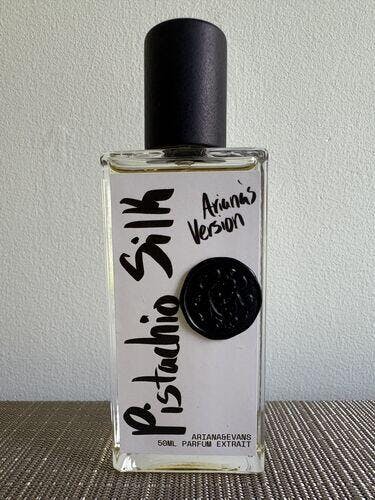 Pistachio Silk
Ariana's
Version
ARIANA&EVANS
50ML PARFUM EXTRAIT